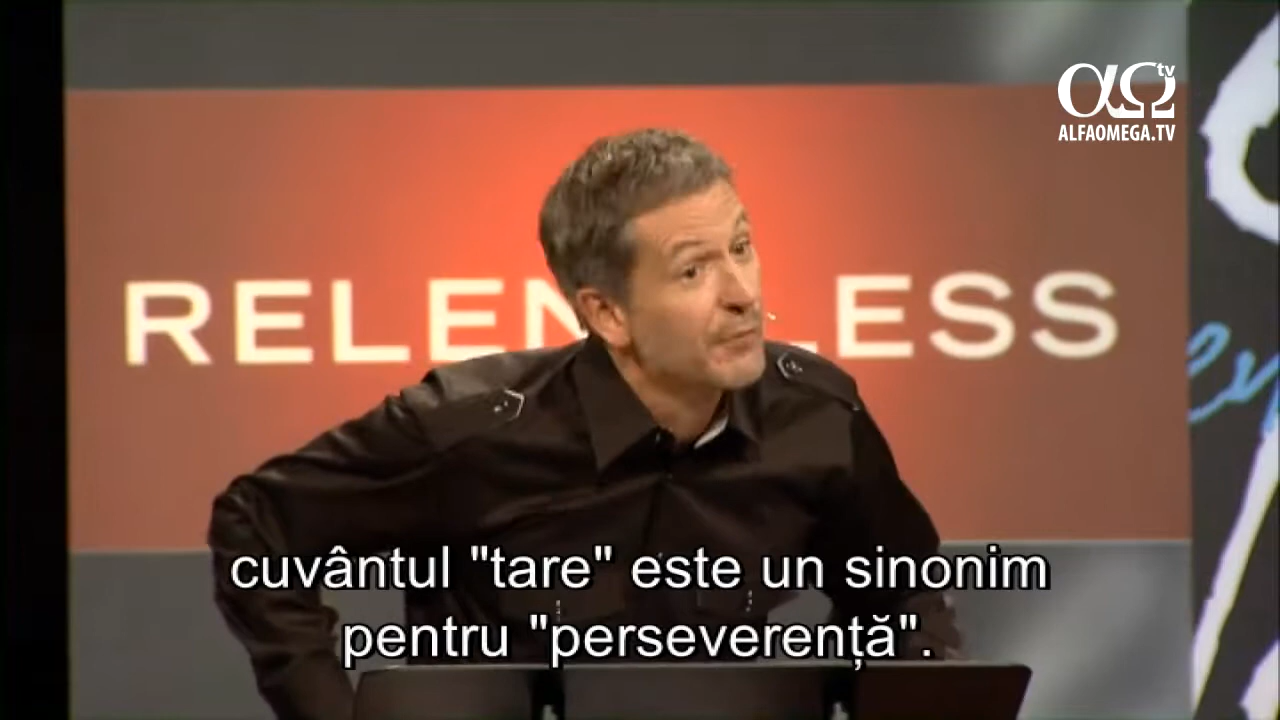 tv
αΩ
ALFAOMEGA.TV
RELEN LESS
cuvântul "tare" este un sinonim
pentru "perseverență".